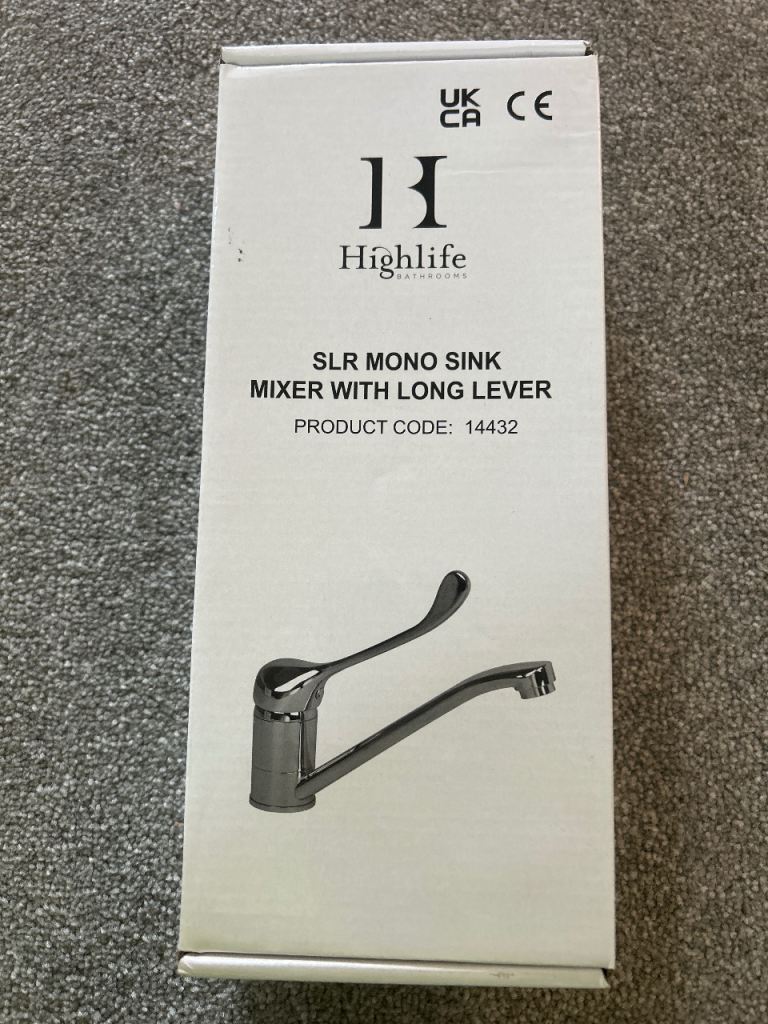 UK
CA CE
Highlife
BATHROOMS
SLR MONO SINK
MIXER WITH LONG LEVER
PRODUCT CODE: 14432